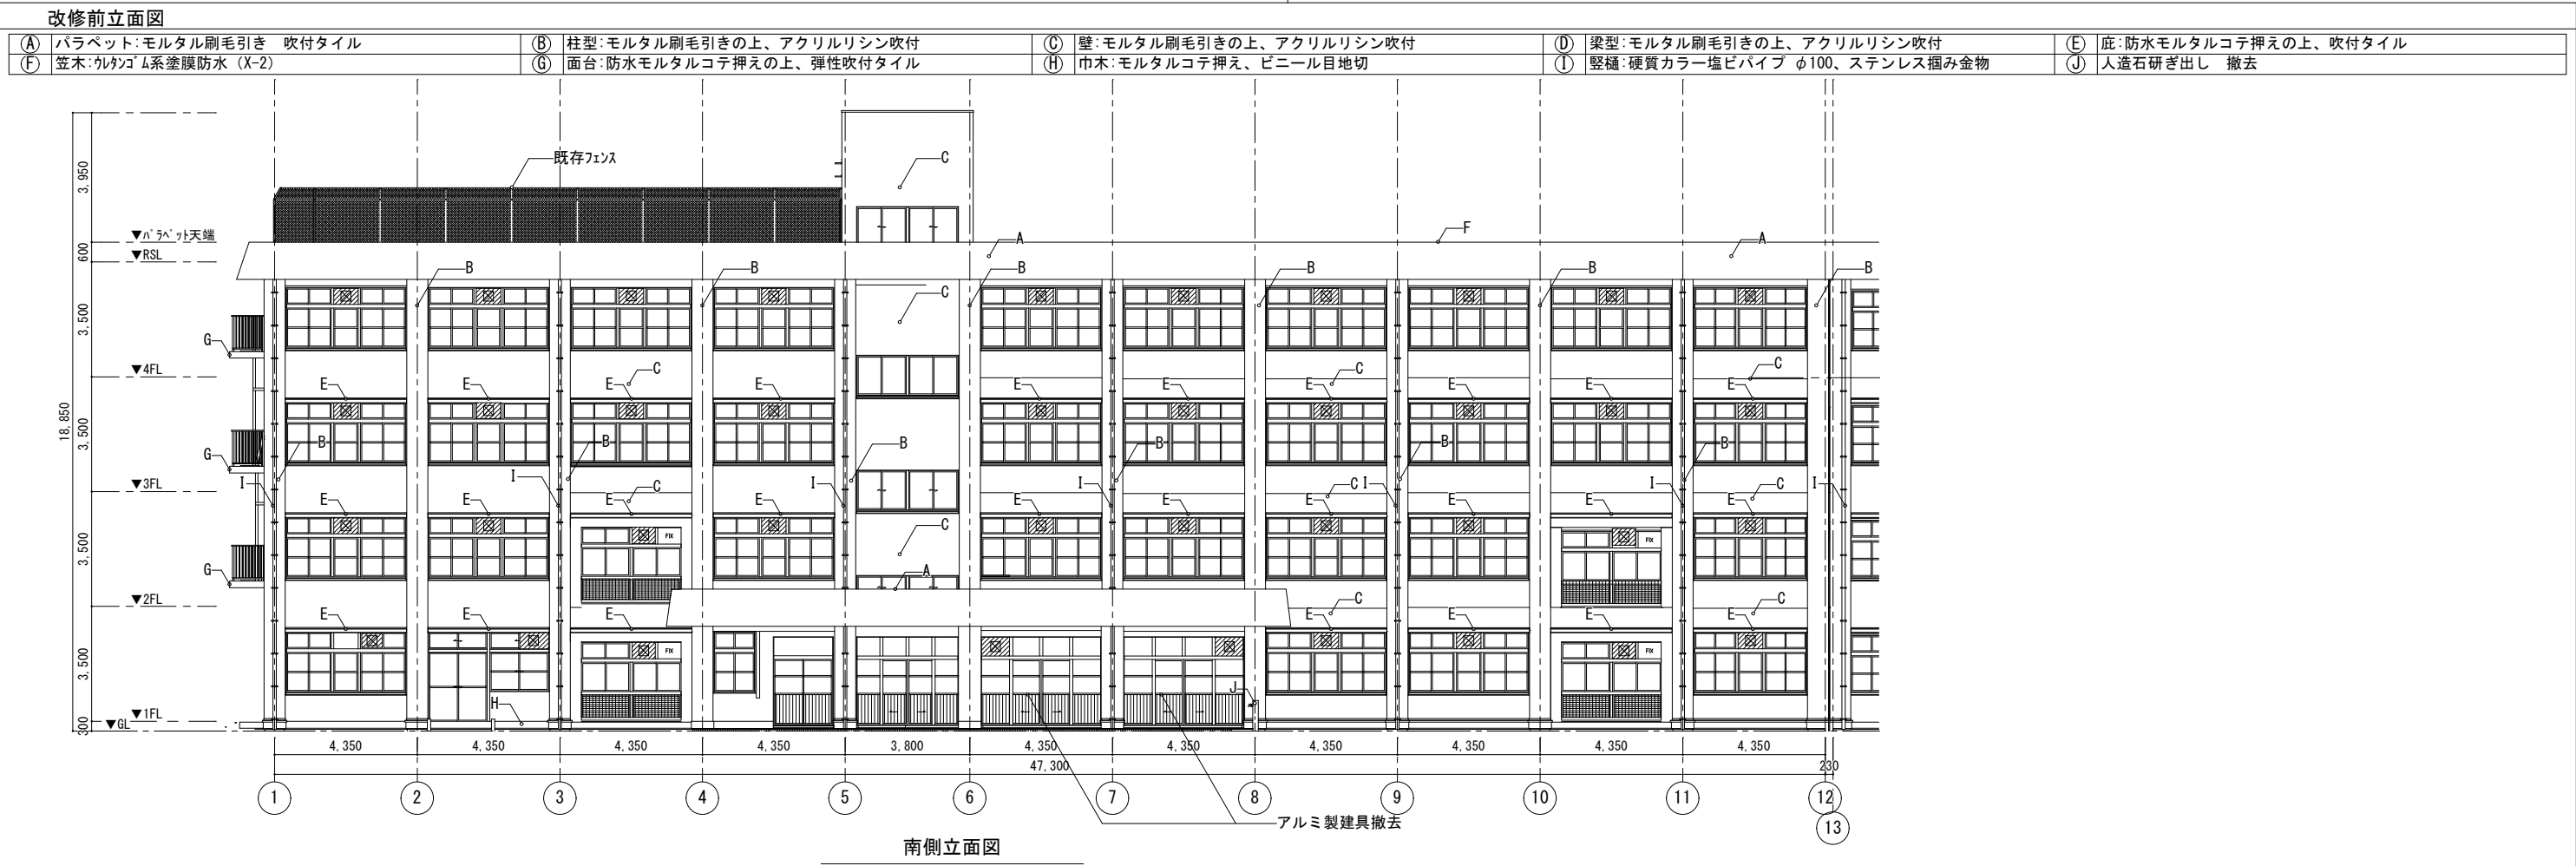 改修前立面図
Ⓐ パラペット:モルタル刷毛引き 吹付タイル Ⓑ 柱型:モルタル刷毛引きの上、アクリルリシン吹付 Ⓒ 壁:モルタル刷毛引きの上、アクリルリシン吹付 Ⓓ 梁型:モルタル刷毛引きの上、アクリルリシン吹付 Ⓔ 庇:防水モルタルコテ押えの上、吹付タイル
Ⓕ 笠木:ｳﾚﾀﾝｺﾞﾑ系塗膜防水 (X-2) Ⓖ 面台:防水モルタルコテ押えの上、弾性吹付タイル Ⓗ 巾木:モルタルコテ押え、ビニール目地切 Ⓘ 竪樋:硬質カラー塩ビパイプ φ100、ステンレス掴み金物 Ⓙ 人造石研ぎ出し 撤去
既存ﾌｪﾝｽ C
3,950
F
▼ﾊﾟﾗﾍﾟｯﾄ天端 A A
600
▼RSL
B B B B B B
C
3,500
G
▼4FL
C C C
E E E E E E E E E E
18,850
3,500
B B B B B B
G
I I I I I I I
▼3FL
C C C
E E E E E E E E E E
FIX FIX
3,500
C
G A
▼2FL
C C
E E E E E E E
FIX FIX
3,500
J
H
▼1FL
▼GL
300
4,350 4,350 4,350 4,350 3,800 4,350 4,350 4,350 4,350 4,350 4,350
47,300 230
1 2 3 4 5 6 7 8 9 10 11 12
13
アルミ製建具撤去
南側立面図